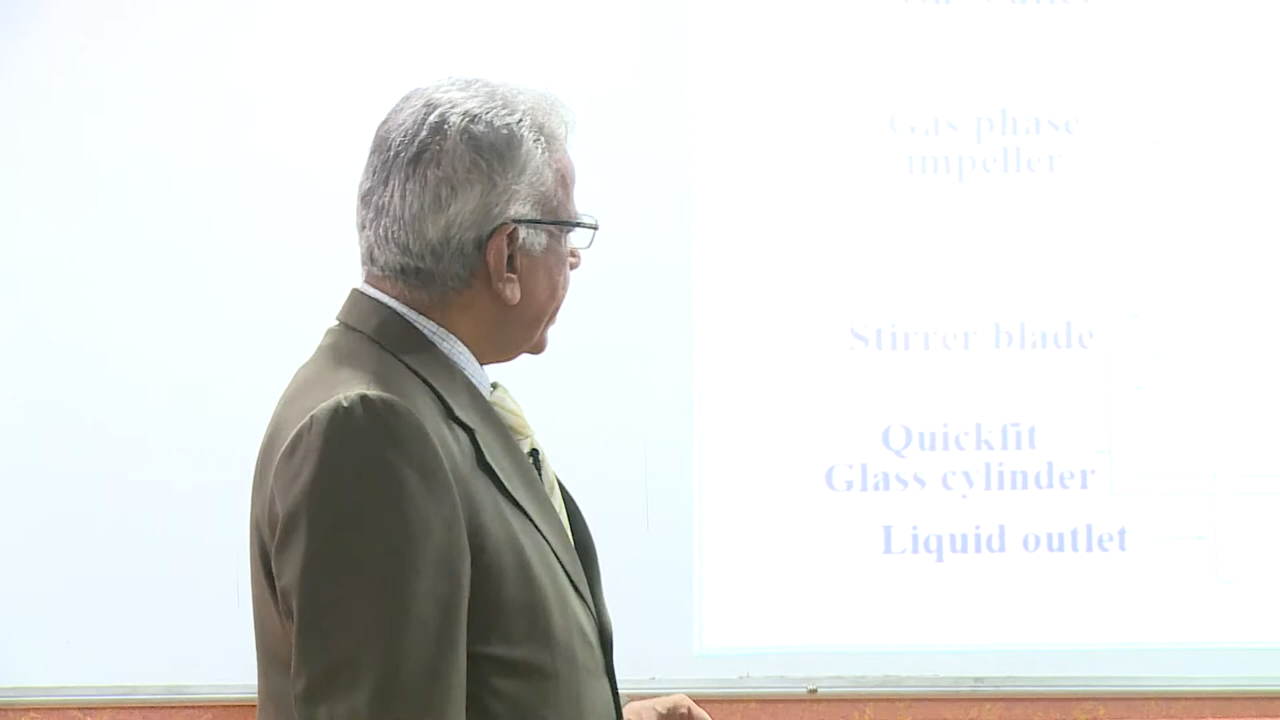 Gas phase
impeller
Stirrer blade
Quickfit
Glass cylinder
Liquid outlet